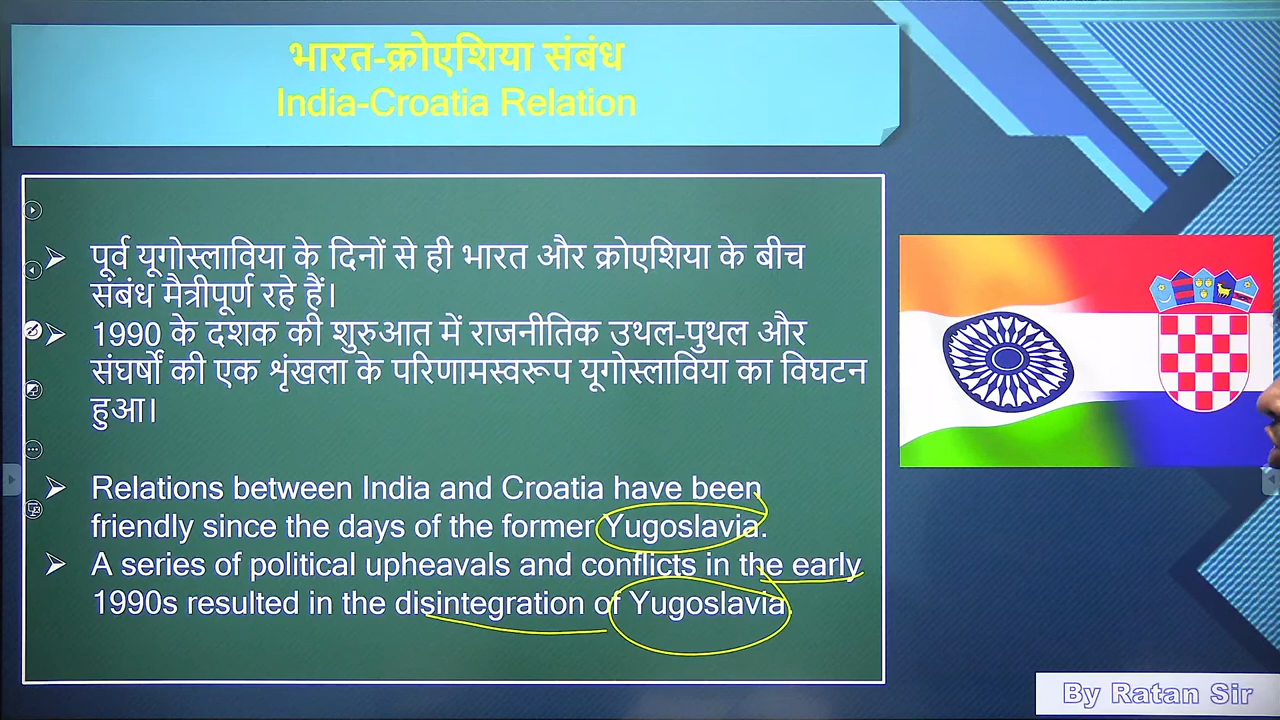 भारत-क्रोएशिया संबंध
India-Croatia Relation
पूर्व यूगोस्लाविया के दिनों से ही भारत और क्रोएशिया के बीच
संबंध मैत्रीपूर्ण रहे हैं।
1990 के दशक की शुरुआत में राजनीतिक उथल-पुथल और
संघर्षों की एक शृंखला के परिणामस्वरूप यूगोस्लाविया का विघटन
हुआ।
Relations between India and Croatia have been
friendly since the days of the former Yugoslavia.
A series of political upheavals and conflicts in the early
1990s resulted in the disintegration of Yugoslavia.
By Ratan Sir